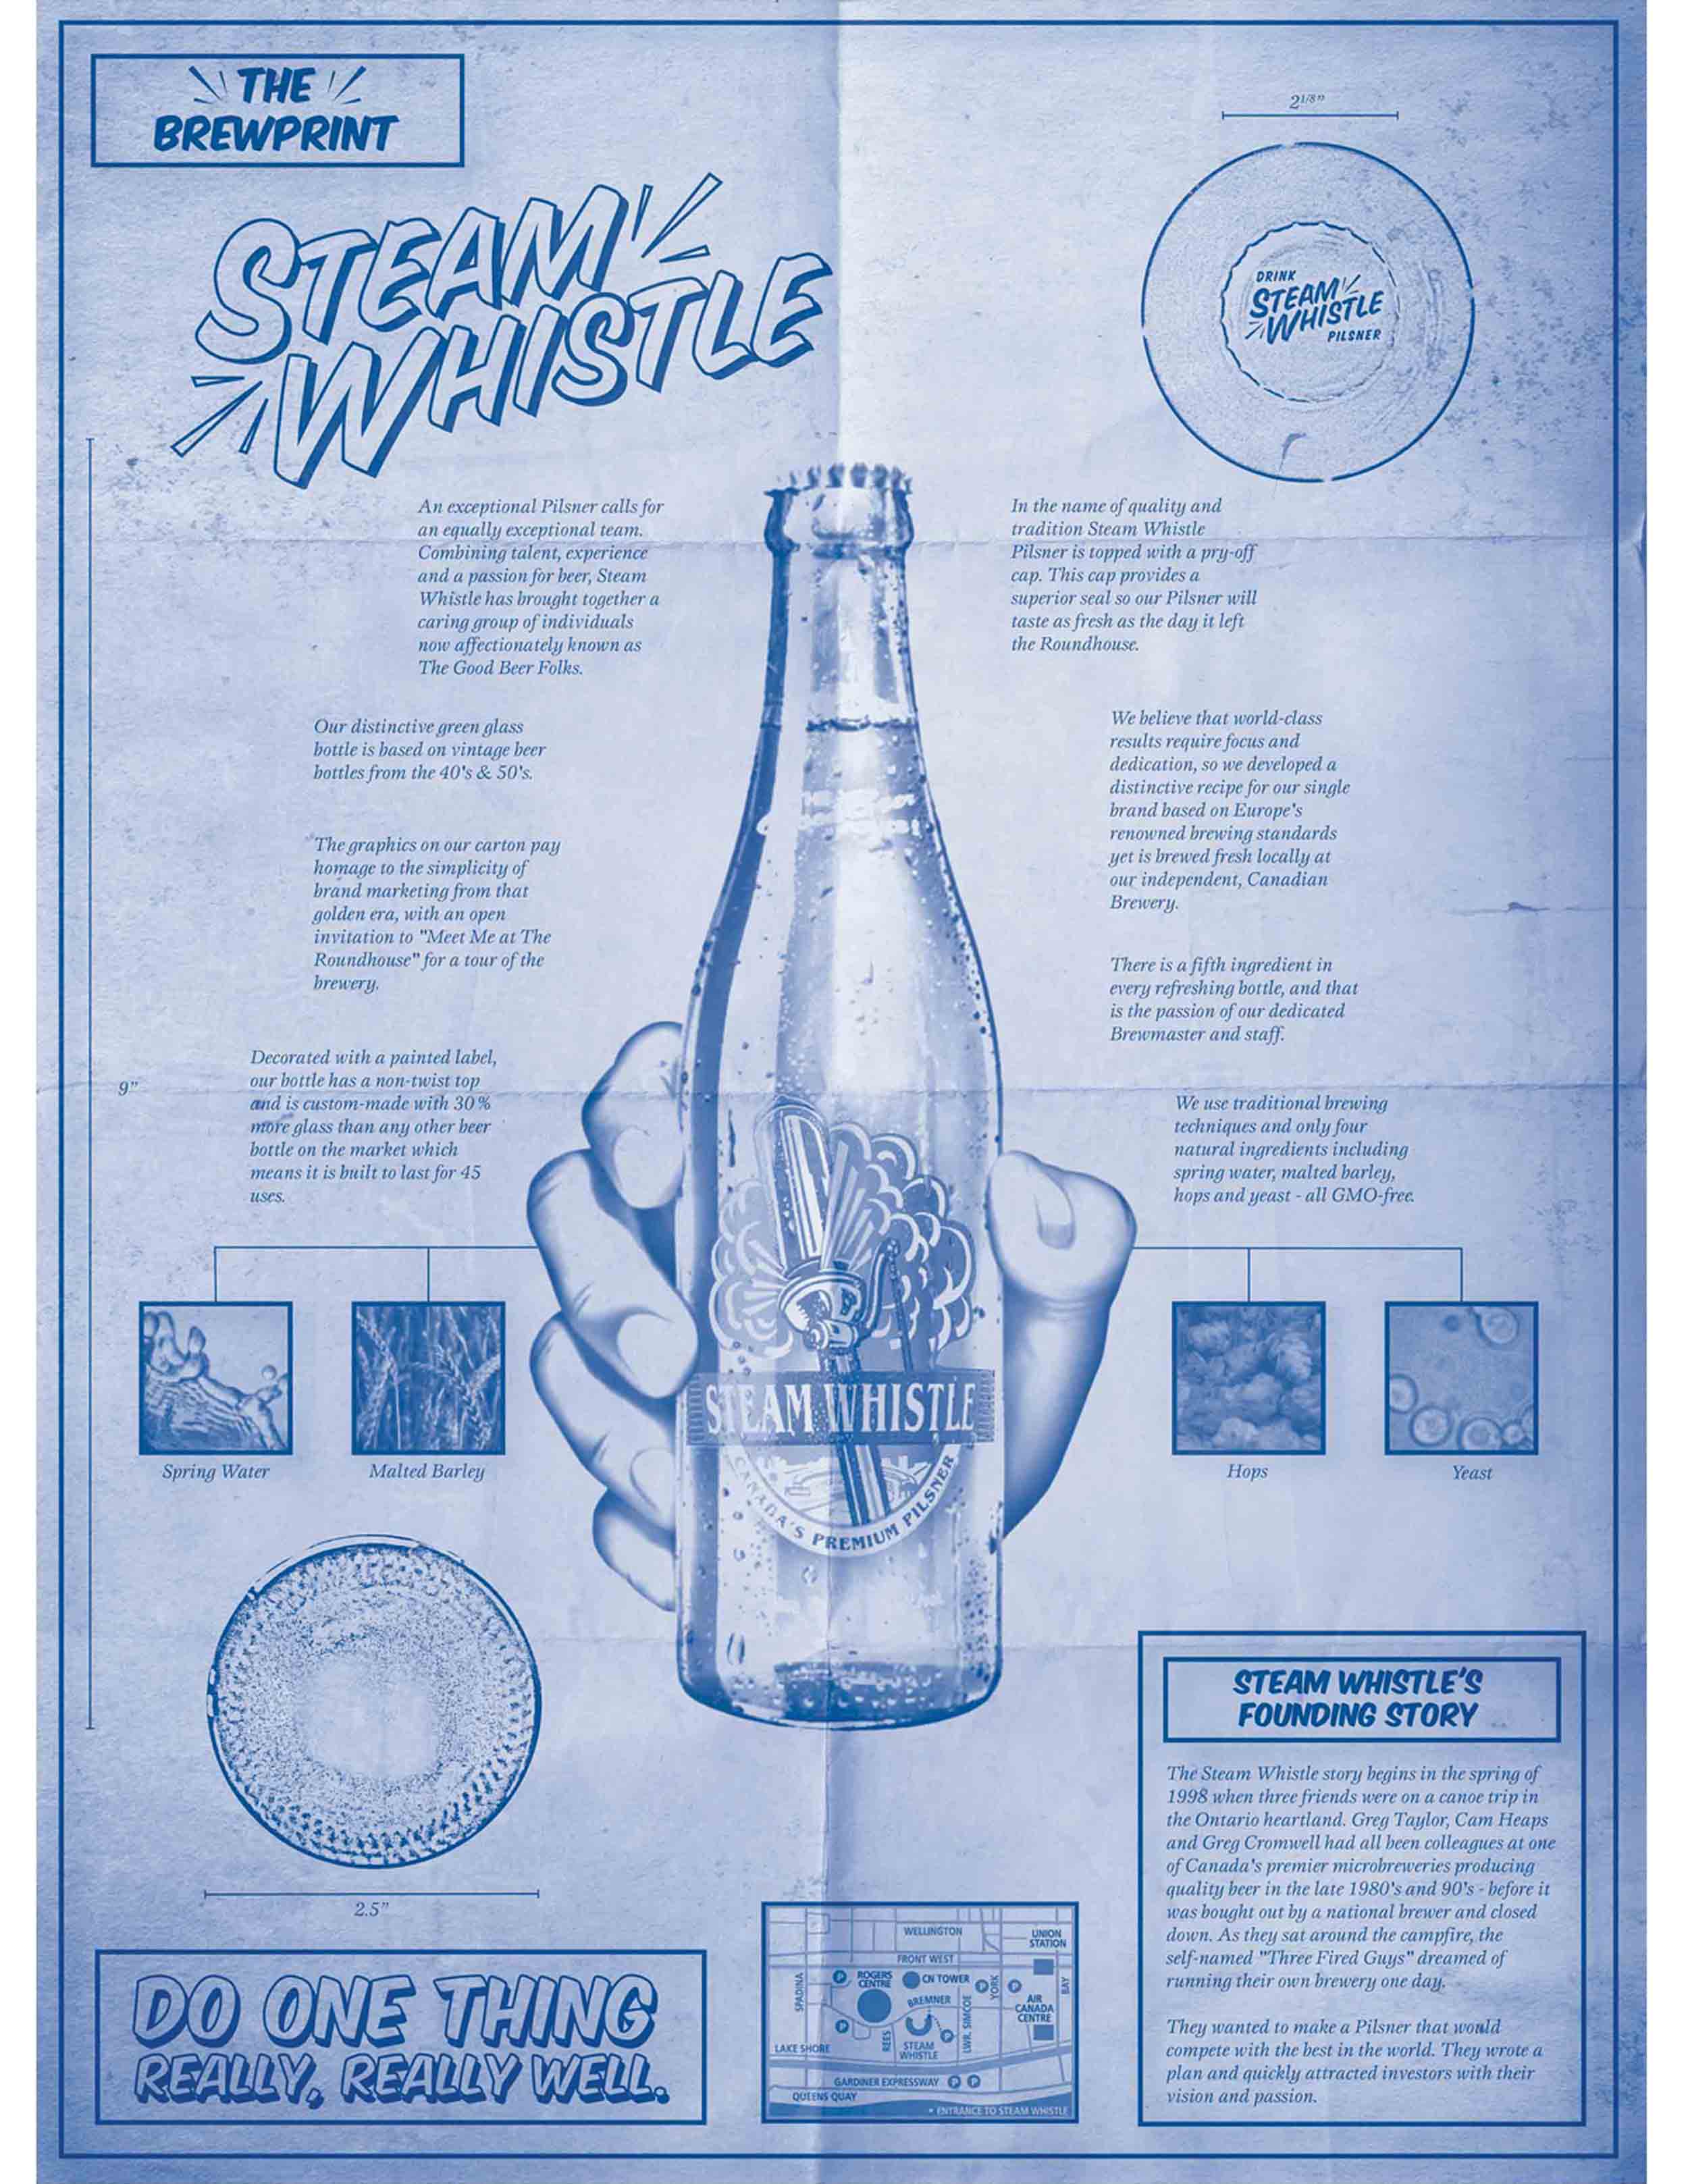 THE
BREWPRINT
STEAM
WHISTLE
2 1/8"
DRINK
STEAM
WHISTLE
PILSNER
An exceptional Pilsner calls for
an equally exceptional team.
Combining talent, experience
and a passion for beer, Steam
Whistle has brought together a
caring group of individuals
now affectionately known as
The Good Beer Folks.
In the name of quality and
tradition Steam Whistle
Pilsner is topped with a pry-off
cap. This cap provides a
superior seal so our Pilsner will
taste as fresh as the day it left
the Roundhouse.
Our distinctive green glass
bottle is based on vintage beer
bottles from the 40's & 50's.
We believe that world-class
results require focus and
dedication, so we developed a
distinctive recipe for our single
brand based on Europe's
renowned brewing standards
yet is brewed fresh locally at
our independent, Canadian
Brewery.
The graphics on our carton pay
homage to the simplicity of
brand marketing from that
golden era, with an open
invitation to "Meet Me at The
Roundhouse" for a tour of the
brewery.
There is a fifth ingredient in
every refreshing bottle, and that
is the passion of our dedicated
Brewmaster and staff.
9"
Decorated with a painted label,
our bottle has a non-twist top
and is custom-made with 30%
more glass than any other beer
bottle on the market which
means it is built to last for 45
uses.
We use traditional brewing
techniques and only four
natural ingredients including
spring water, malted barley,
hops and yeast - all GMO-free.
STEAM WHISTLE
CANADA'S PREMIUM PILSNER
Spring Water
Malted Barley
Hops
Yeast
2.5"
DO ONE THING
REALLY, REALLY WELL.
WELLINGTON
UNION
STATION
FRONT WEST
SPADINA
P
ROGERS
CENTRE
CN TOWER
P
YORK
P
BAY
BREMNER
AIR
CANADA
CENTRE
P
REES
P
LWR. SIMCOE
STEAM
WHISTLE
LAKE SHORE
GARDINER EXPRESSWAY P P
QUEENS QUAY
• ENTRANCE TO STEAM WHISTLE
STEAM WHISTLE'S
FOUNDING STORY
The Steam Whistle story begins in the spring of
1998 when three friends were on a canoe trip in
the Ontario heartland. Greg Taylor, Cam Heaps
and Greg Cromwell had all been colleagues at one
of Canada's premier microbreweries producing
quality beer in the late 1980's and 90's - before it
was bought out by a national brewer and closed
down. As they sat around the campfire, the
self-named "Three Fired Guys" dreamed of
running their own brewery one day.
They wanted to make a Pilsner that would
compete with the best in the world. They wrote a
plan and quickly attracted investors with their
vision and passion.